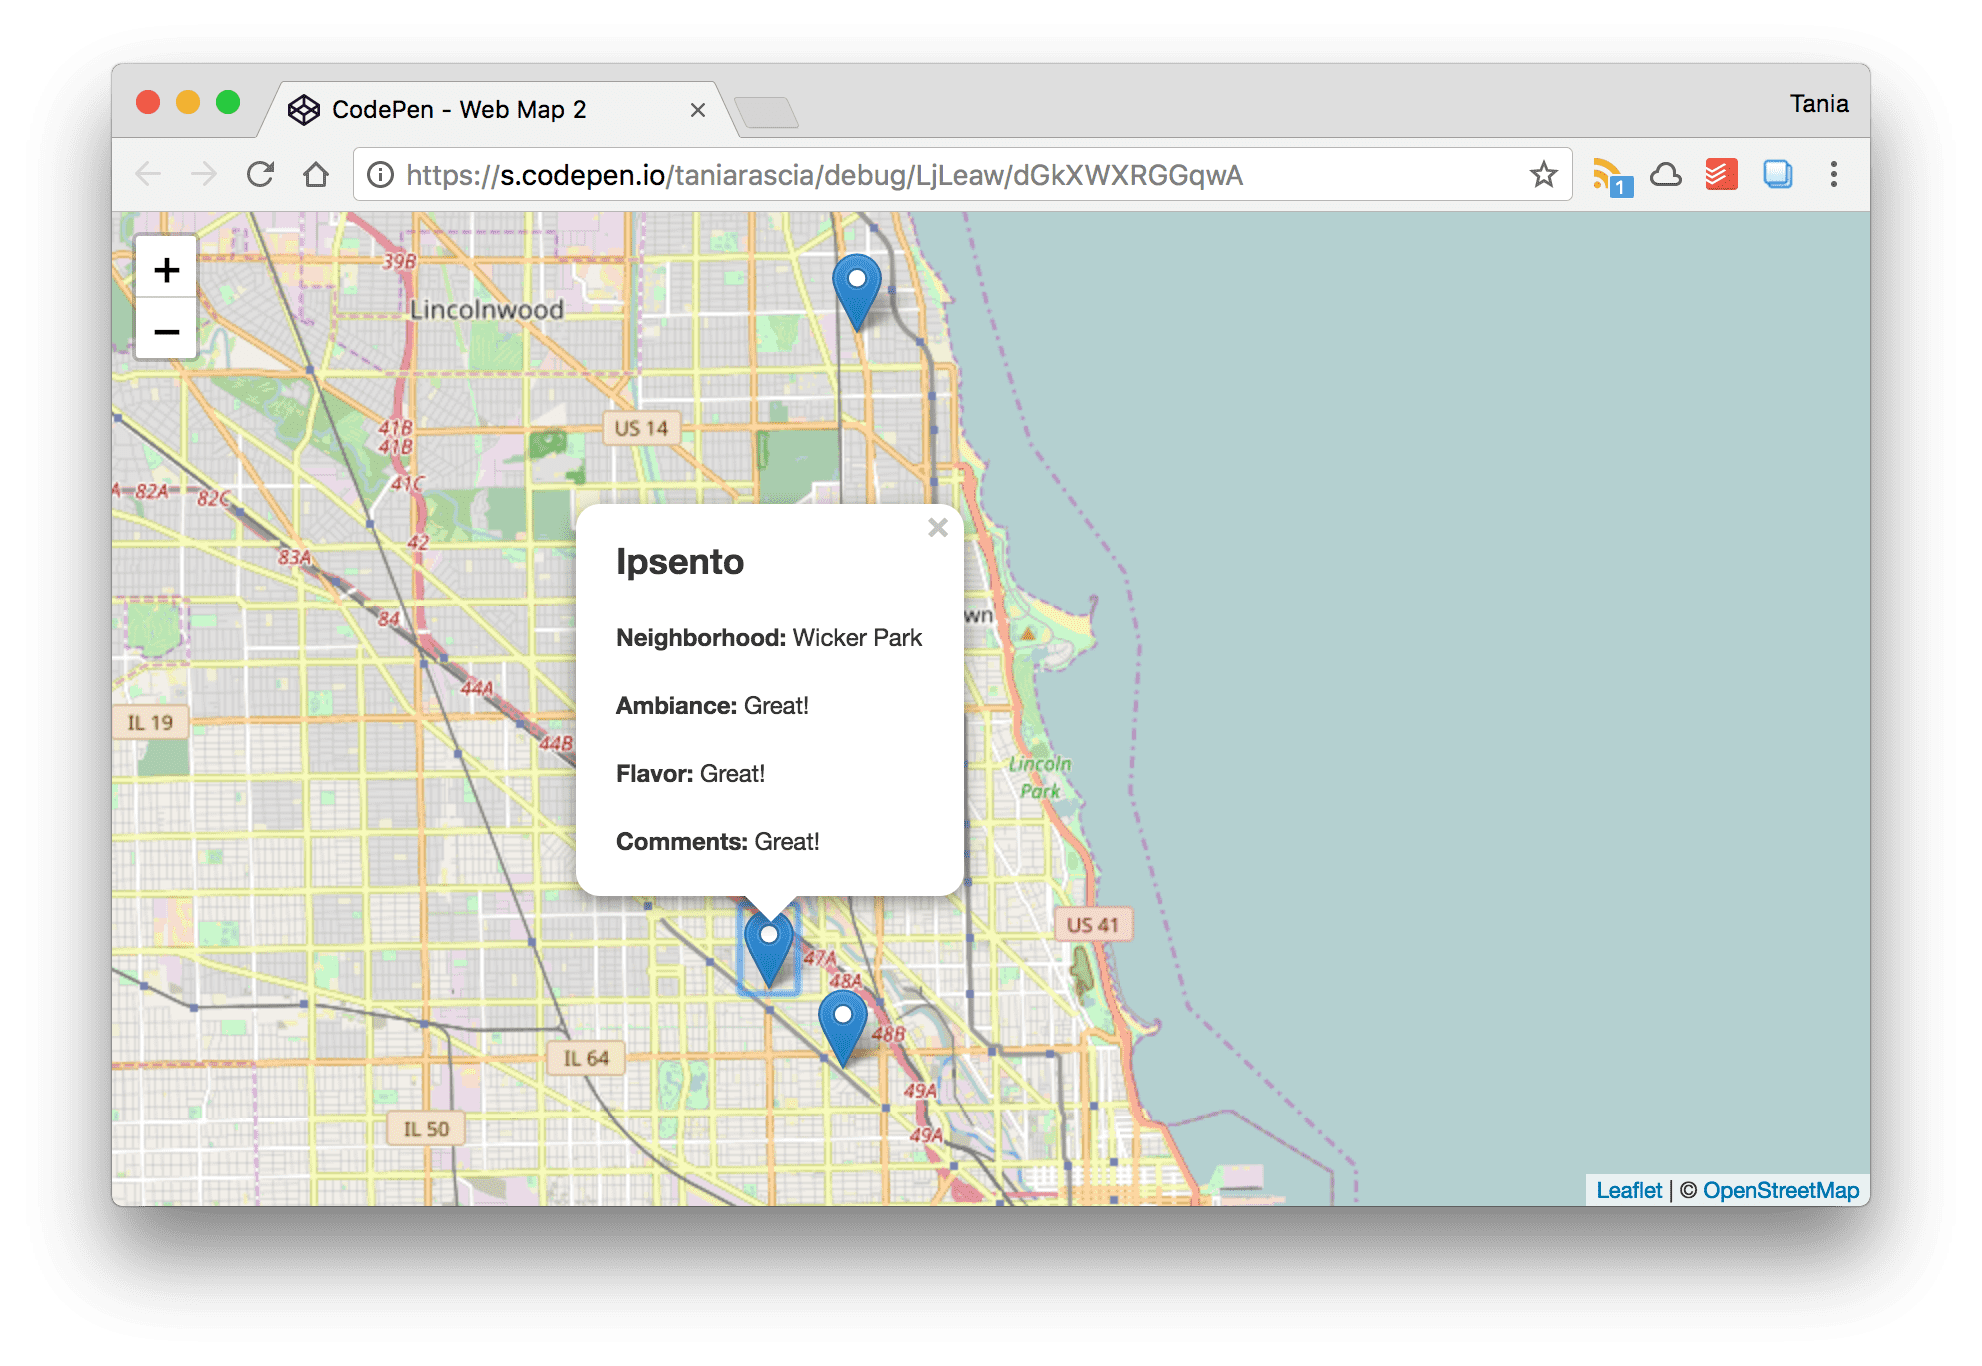 CodePen - Web Map 2
Tania
https://s.codepen.io/taniarascia/debug/LjLeaw/dGkXWXRGGqwA
1
+
−
39B
Lincolnwood
41B
US 14
41B
41C
82A
82C
42
83A
Ipsento
84
Neighborhood: Wicker Park
44A
Ambiance: Great!
IL 19
44B
Flavor: Great!
Lincoln
Park
Comments: Great!
US 41
47A
48A
48B
IL 64
49A
IL 50
49A
Leaflet | © OpenStreetMap